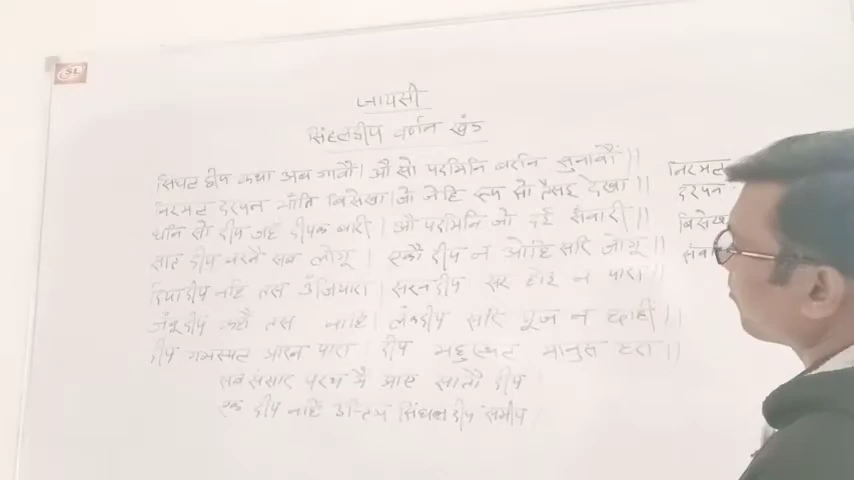 जायसी
सिंहलदीप वर्णन खंड
सिंघल द्वीप कथा अब गावौं। औ सो पदमिनि बरनि सुनावौं॥
निरमल दरपन भाँति बिसेखा। जो जेहि रूप सो तैसइ देखा॥
धनि सो दीप जहँ दीपक बारी। औ पदमिनि जो दई सँवारी॥
सात दीप बरनै सब लोगू। एकौ दीप न ओहि सरि जोगू॥
दियादीप नहिं तस उँजियारा। सरनदीप सर होइ न पारा॥
जंबूदीप कहौं तस नाहीं। लंकदीप सरि पूज न छाहीं॥
दीप गभस्थल आरन पारा। दीप महुस्थल मानुस हरा॥
सब संसार परथमैं आए सातौं दीप
एक दीप नहिं उत्तिम सिंघलदीप समीप
निरमल
दरपन
बिसेख